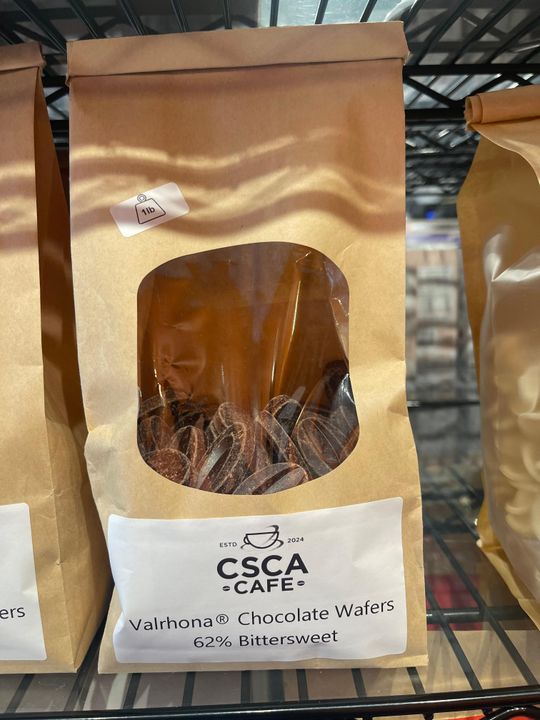 1lb
ESTD 2024
CSCA
CAFE
Valrhona® Chocolate Wafers
62% Bittersweet
ers